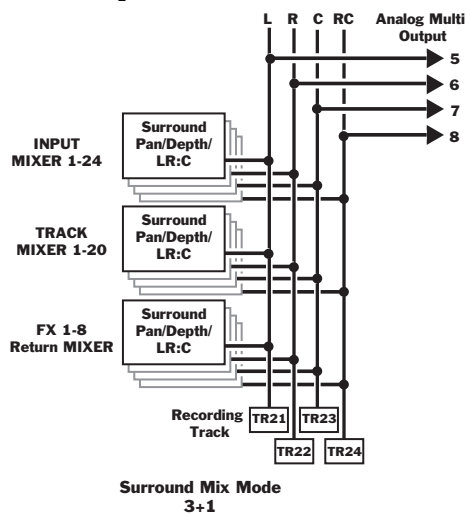 L R C RC
Analog Multi
Output
5
6
7
8
INPUT
MIXER 1-24
Surround
Pan/Depth/
LR:C
TRACK
MIXER 1-20
Surround
Pan/Depth/
LR:C
FX 1-8
Return MIXER
Surround
Pan/Depth/
LR:C
Recording
Track
TR21 TR23
TR22 TR24
Surround Mix Mode
3+1